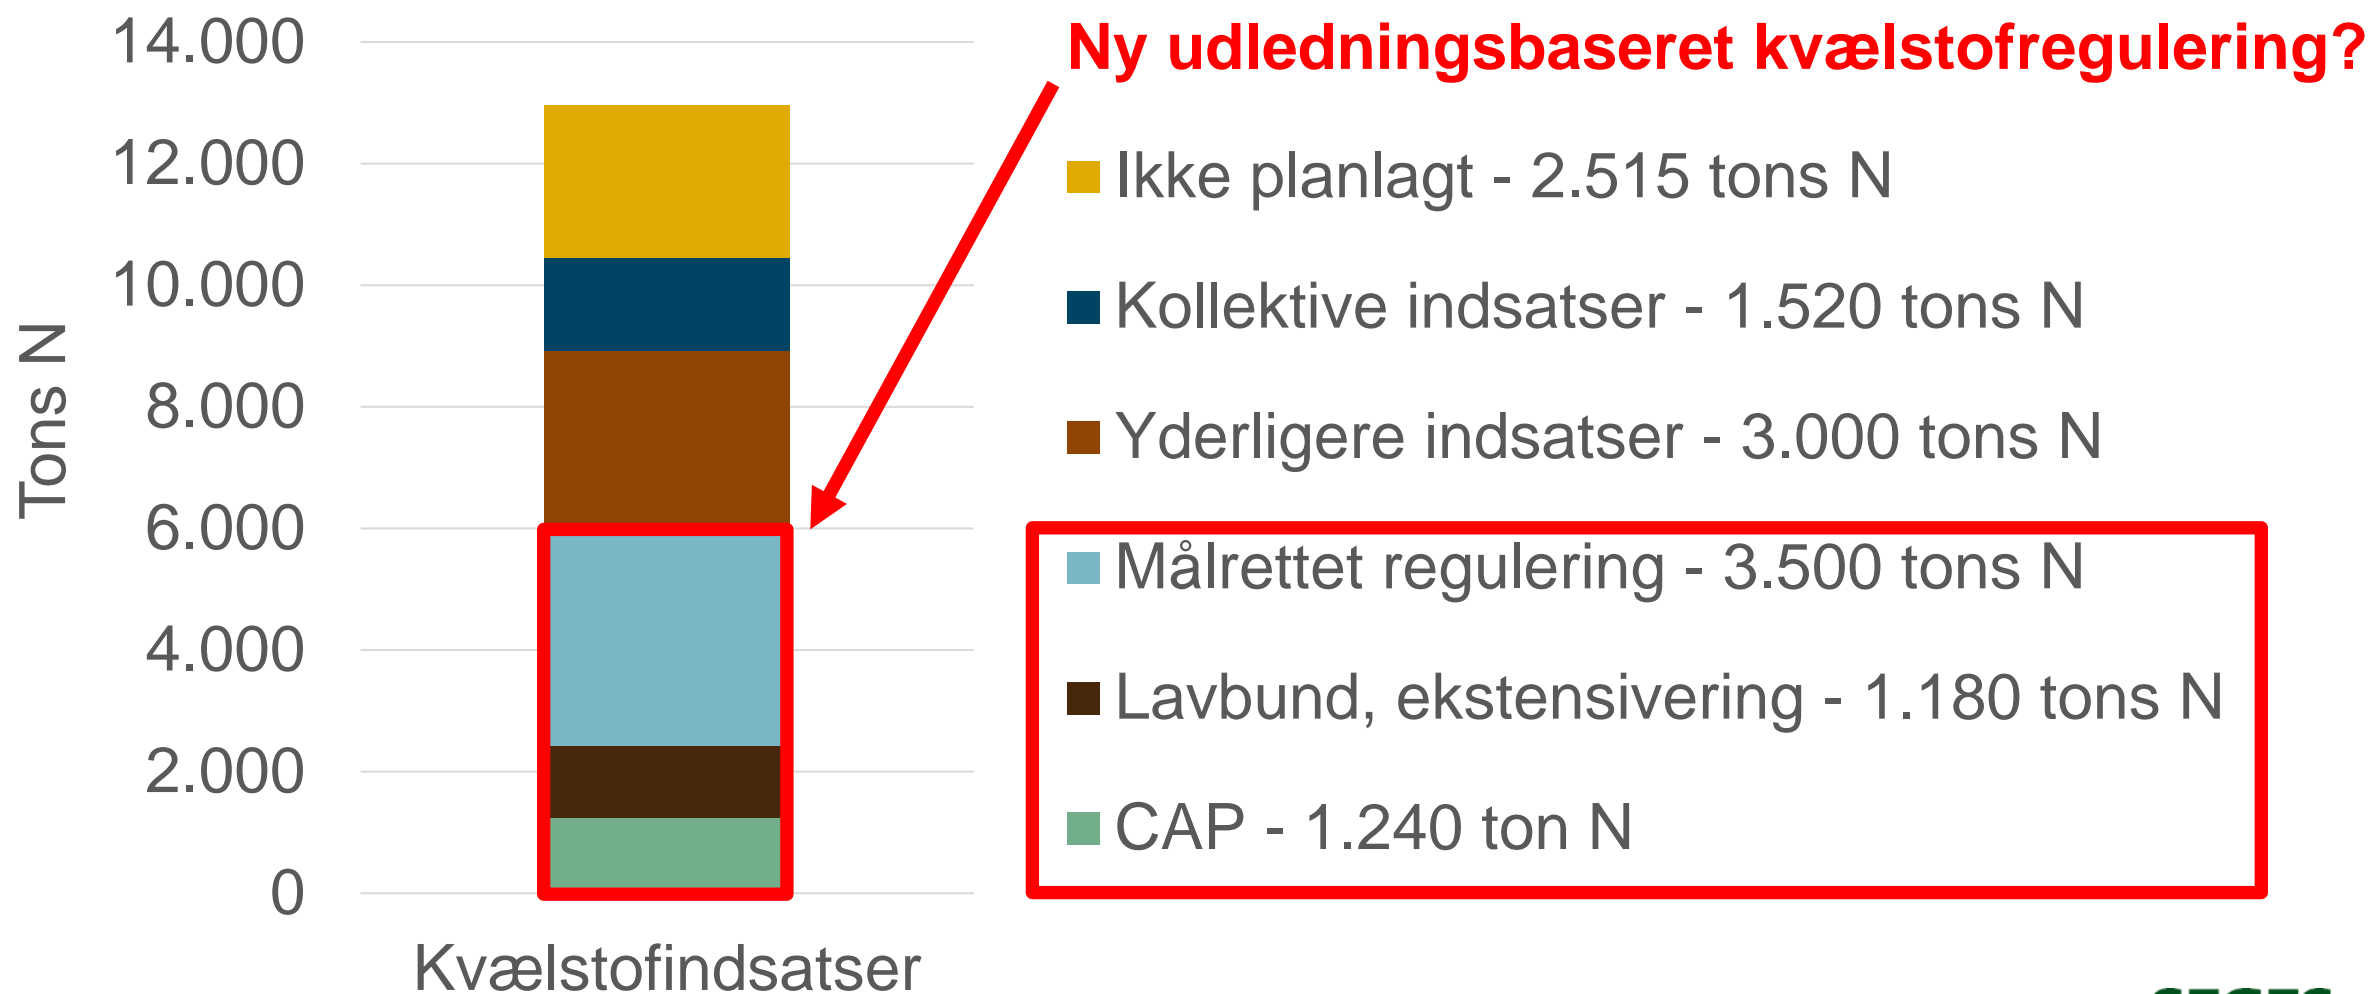 Ny udledningsbaseret kvælstofregulering?
14.000
12.000
10.000
8.000
6.000
4.000
2.000
0
Tons N
Kvælstofindsatser
Ikke planlagt - 2.515 tons N
Kollektive indsatser - 1.520 tons N
Yderligere indsatser - 3.000 tons N
Målrettet regulering - 3.500 tons N
Lavbund, ekstensivering - 1.180 tons N
CAP - 1.240 ton N